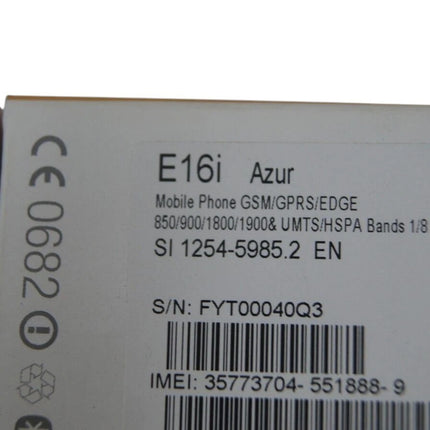 E16i Azur
Mobile Phone GSM/GPRS/EDGE
850/900/1800/1900& UMTS/HSPA Bands 1/8
SI 1254-5985.2 EN
S/N: FYT00040Q3
IMEI: 35773704- 551888- 9
CE 0682